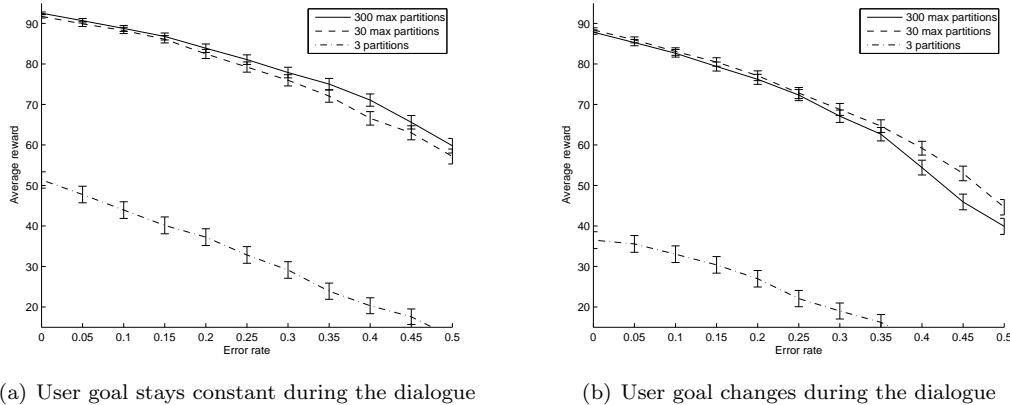 300 max partitions
30 max partitions
3 partitions
Average reward
90
80
70
60
50
40
30
20
0 0.05 0.1 0.15 0.2 0.25 0.3 0.35 0.4 0.45 0.5
Error rate
(a) User goal stays constant during the dialogue
300 max partitions
30 max partitions
3 partitions
Average reward
90
80
70
60
50
40
30
20
0 0.05 0.1 0.15 0.2 0.25 0.3 0.35 0.4 0.45 0.5
Error rate
(b) User goal changes during the dialogue